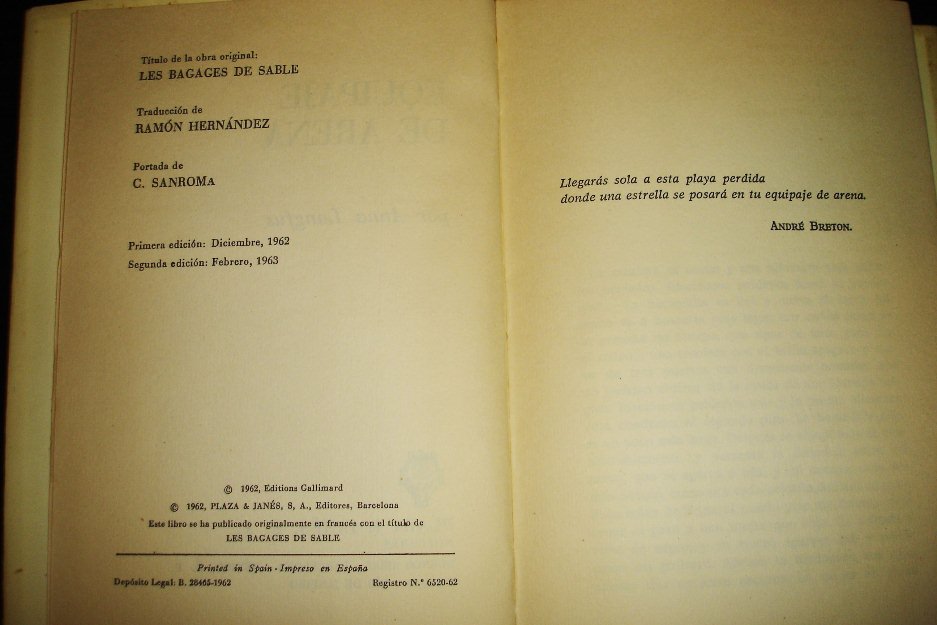 Título de la obra original:
LES BAGAGES DE SABLE
Traducción de
RAMÓN HERNÁNDEZ
Portada de
C. SANROMA
Primera edición: Diciembre, 1962
Segunda edición: Febrero, 1963
© 1962, Editions Gallimard
© 1962, PLAZA & JANÉS, S, A., Editores, Barcelona
Este libro se ha publicado originalmente en francés con el título de
LES BAGAGES DE SABLE
Printed in Spain - Impreso en España
Depósito Legal: B. 28465-1962 Registro N.° 6520-62
Llegarás sola a esta playa perdida
donde una estrella se posará en tu equipaje de arena.
ANDRÉ BRETON.